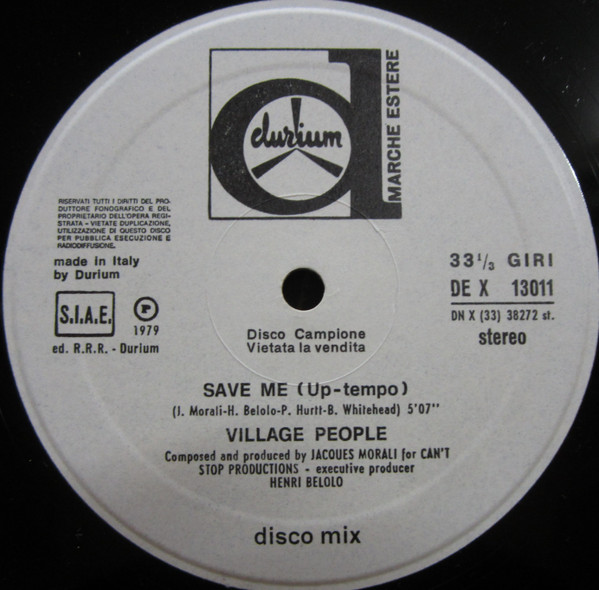 durium
MARCHE ESTERE
RISERVATI TUTTI I DIRITTI DEL PRO-
DUTTORE FONOGRAFICO E DEL
PROPRIETARIO DELL'OPERA REGI-
STRATA - VIETATE DUPLICAZIONE,
UTILIZZAZIONE DI QUESTO DISCO
PER PUBBLICA ESECUZIONE E
RADIODIFFUSIONE.
made in Italy
by Durium
S.I.A.E.
P
1979
ed. R.R.R. - Durium
33 1/3 GIRI
DE X 13011
DN X (33) 38272 st.
stereo
Disco Campione
Vietata la vendita
SAVE ME (Up-tempo)
(J. Morali-H. Belolo-P. Hurtt-B. Whitehead) 5'07''
VILLAGE PEOPLE
Composed and produced by JACQUES MORALI for CAN'T
STOP PRODUCTIONS - executive producer
HENRI BELOLO
disco mix